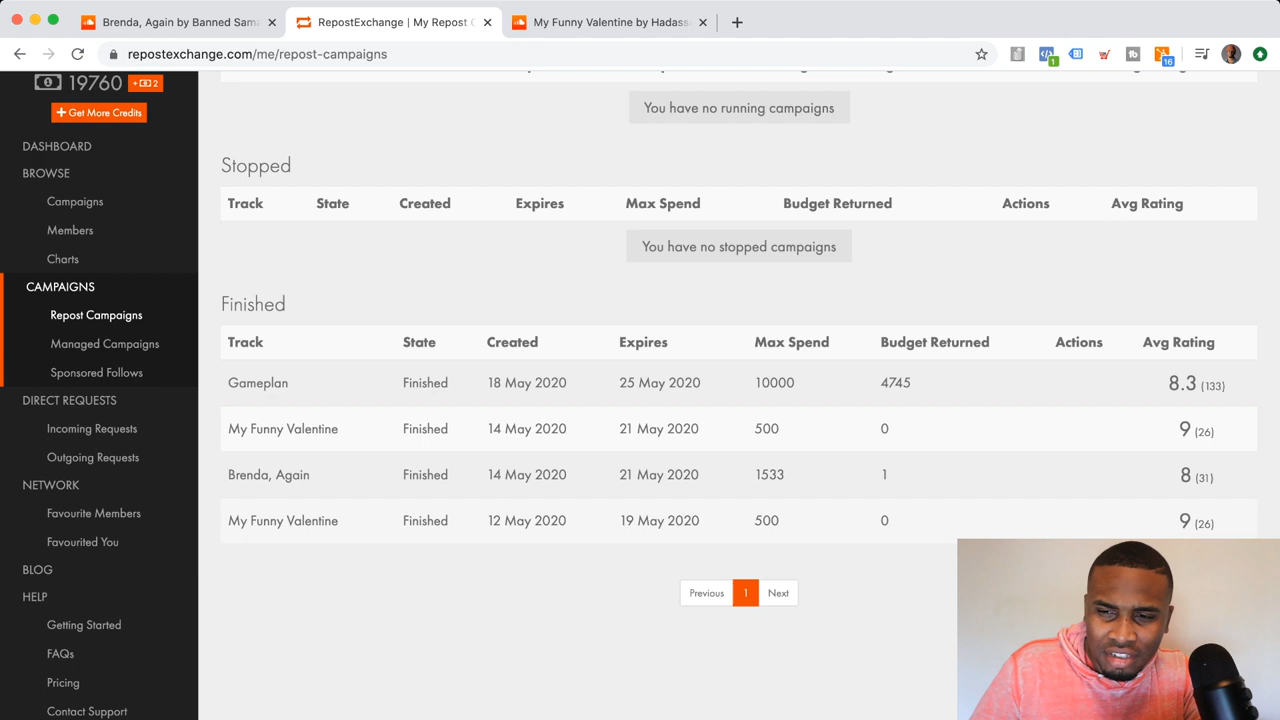 Brenda, Again by Banned Sam
RepostExchange | My Repost C
My Funny Valentine by Hadass
repostexchange.com/me/repost-campaigns
1
16
19760
+ 2
+ Get More Credits
DASHBOARD
BROWSE
Campaigns
Members
Charts
CAMPAIGNS
Repost Campaigns
Managed Campaigns
Sponsored Follows
DIRECT REQUESTS
Incoming Requests
Outgoing Requests
NETWORK
Favourite Members
Favourited You
BLOG
HELP
Getting Started
FAQs
Pricing
Contact Support
You have no running campaigns
Stopped
Track State Created Expires Max Spend Budget Returned Actions Avg Rating
You have no stopped campaigns
Finished
Track State Created Expires Max Spend Budget Returned Actions Avg Rating
Gameplan Finished 18 May 2020 25 May 2020 10000 4745 8.3 (133)
My Funny Valentine Finished 14 May 2020 21 May 2020 500 0 9 (26)
Brenda, Again Finished 14 May 2020 21 May 2020 1533 1 8 (31)
My Funny Valentine Finished 12 May 2020 19 May 2020 500 0 9 (26)
Previous 1 Next